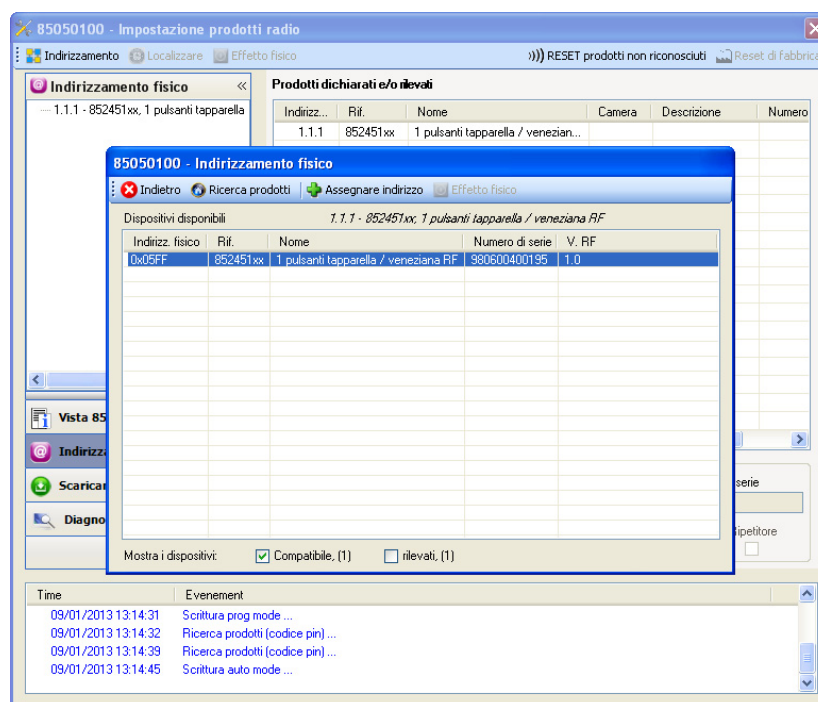 85050100 - Impostazione prodotti radio
Indirizzamento Localizzare Effetto fisico ))) RESET prodotti non riconosciuti Reset di fabbrica
Indirizzamento fisico «
1.1.1 - 852451xx, 1 pulsanti tapparella
Prodotti dichiarati e/o rilevati
Indirizz... Rif. Nome Camera Descrizione Numero
1.1.1 852451xx 1 pulsanti tapparella / venezian...
85050100 - Indirizzamento fisico
Indietro Ricerca prodotti Assegnare indirizzo Effetto fisico
Dispositivi disponibili 1.1.1 - 852451xx, 1 pulsanti tapparella / veneziana RF
Indirizz. fisico Rif. Nome Numero di serie V. RF
0x05FF 852451xx 1 pulsanti tapparella / veneziana RF 980600400195 1.0
Mostra i dispositivi: Compatibile, (1) rilevati, (1)
Vista 85
Indirizz
Scarica
Diagno
serie
Ripetitore
Time Evenement
09/01/2013 13:14:31 Scrittura prog mode ...
09/01/2013 13:14:32 Ricerca prodotti (codice pin) ...
09/01/2013 13:14:39 Ricerca prodotti (codice pin) ...
09/01/2013 13:14:45 Scrittura auto mode ...